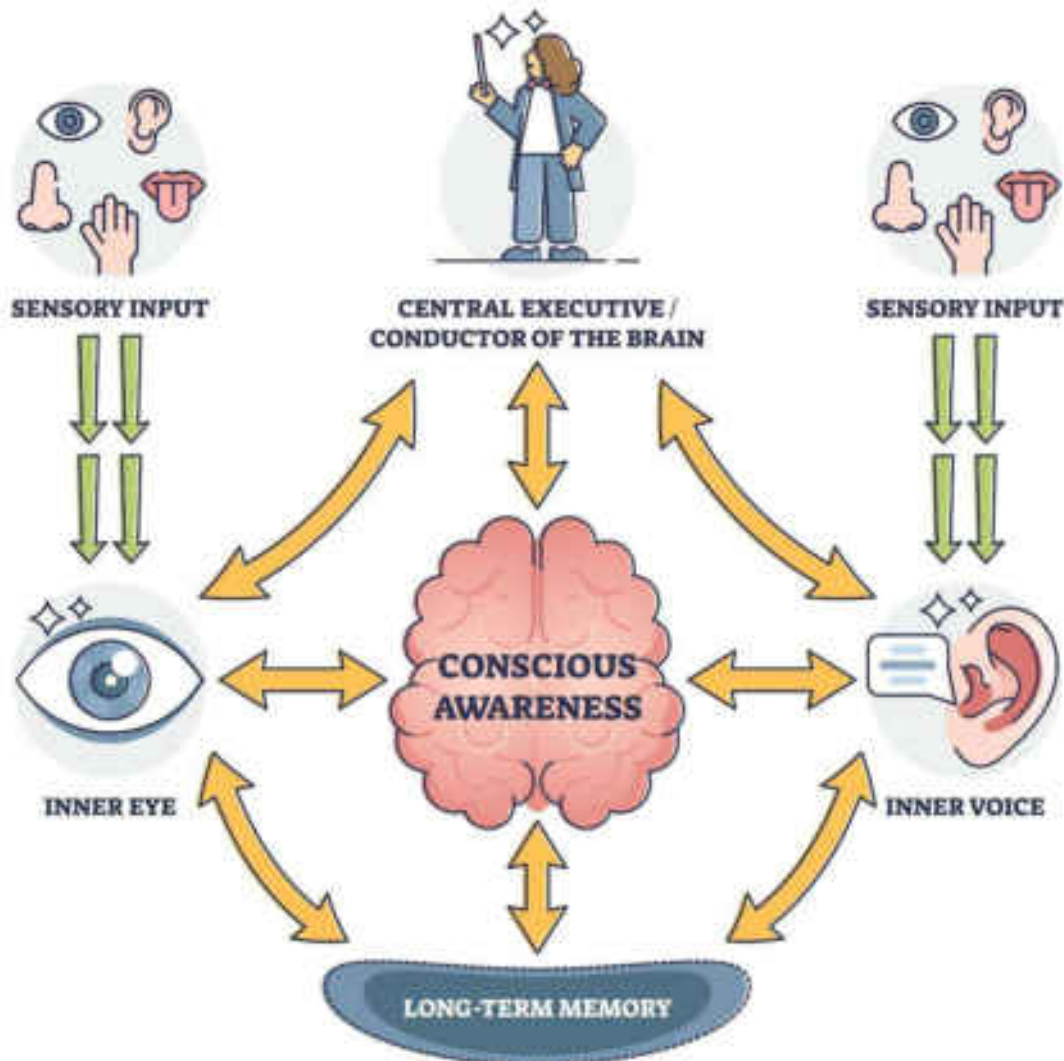 SENSORY INPUT
CENTRAL EXECUTIVE /
CONDUCTOR OF THE BRAIN
SENSORY INPUT
CONSCIOUS
AWARENESS
INNER EYE
INNER VOICE
LONG-TERM MEMORY